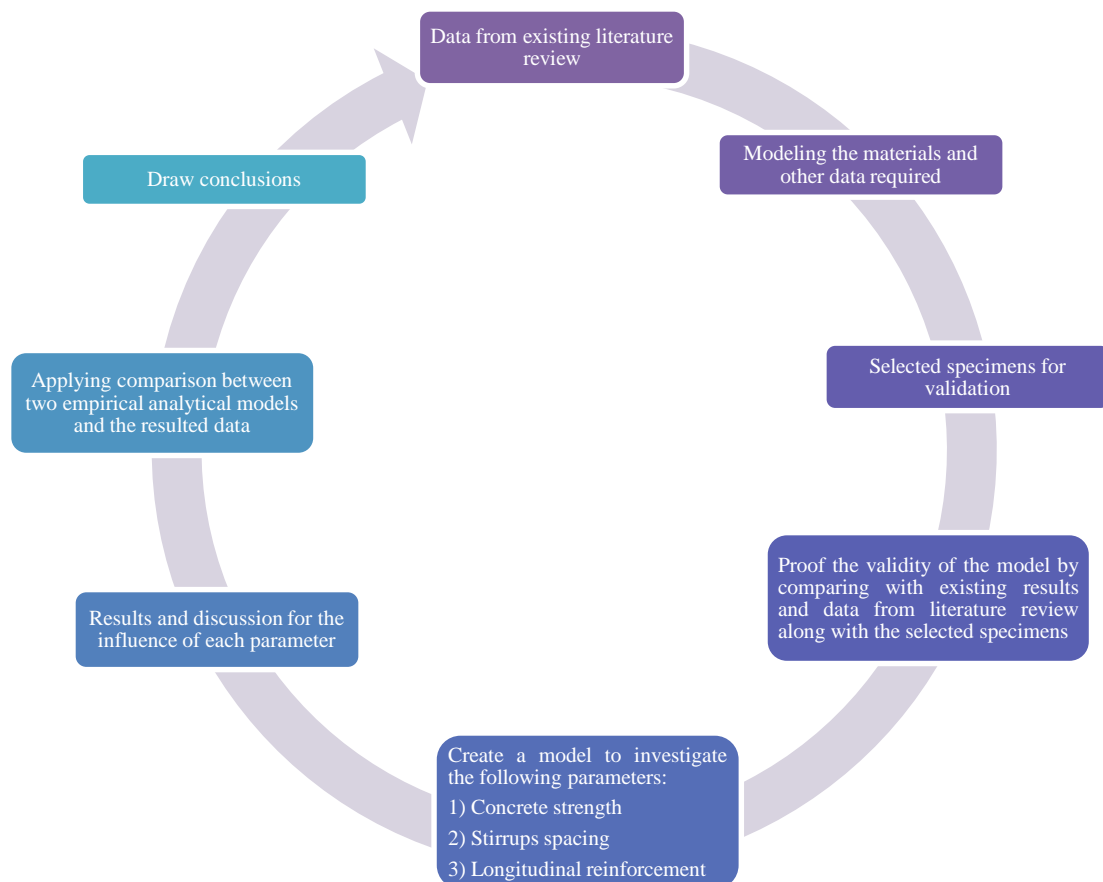 Data from existing literature
review
Modeling the materials and
other data required
Selected specimens for
validation
Proof the validity of the model by
comparing with existing results
and data from literature review
along with the selected specimens
Create a model to investigate
the following parameters:
1) Concrete strength
2) Stirrups spacing
3) Longitudinal reinforcement
Results and discussion for the
influence of each parameter
Applying comparison between
two empirical analytical models
and the resulted data
Draw conclusions